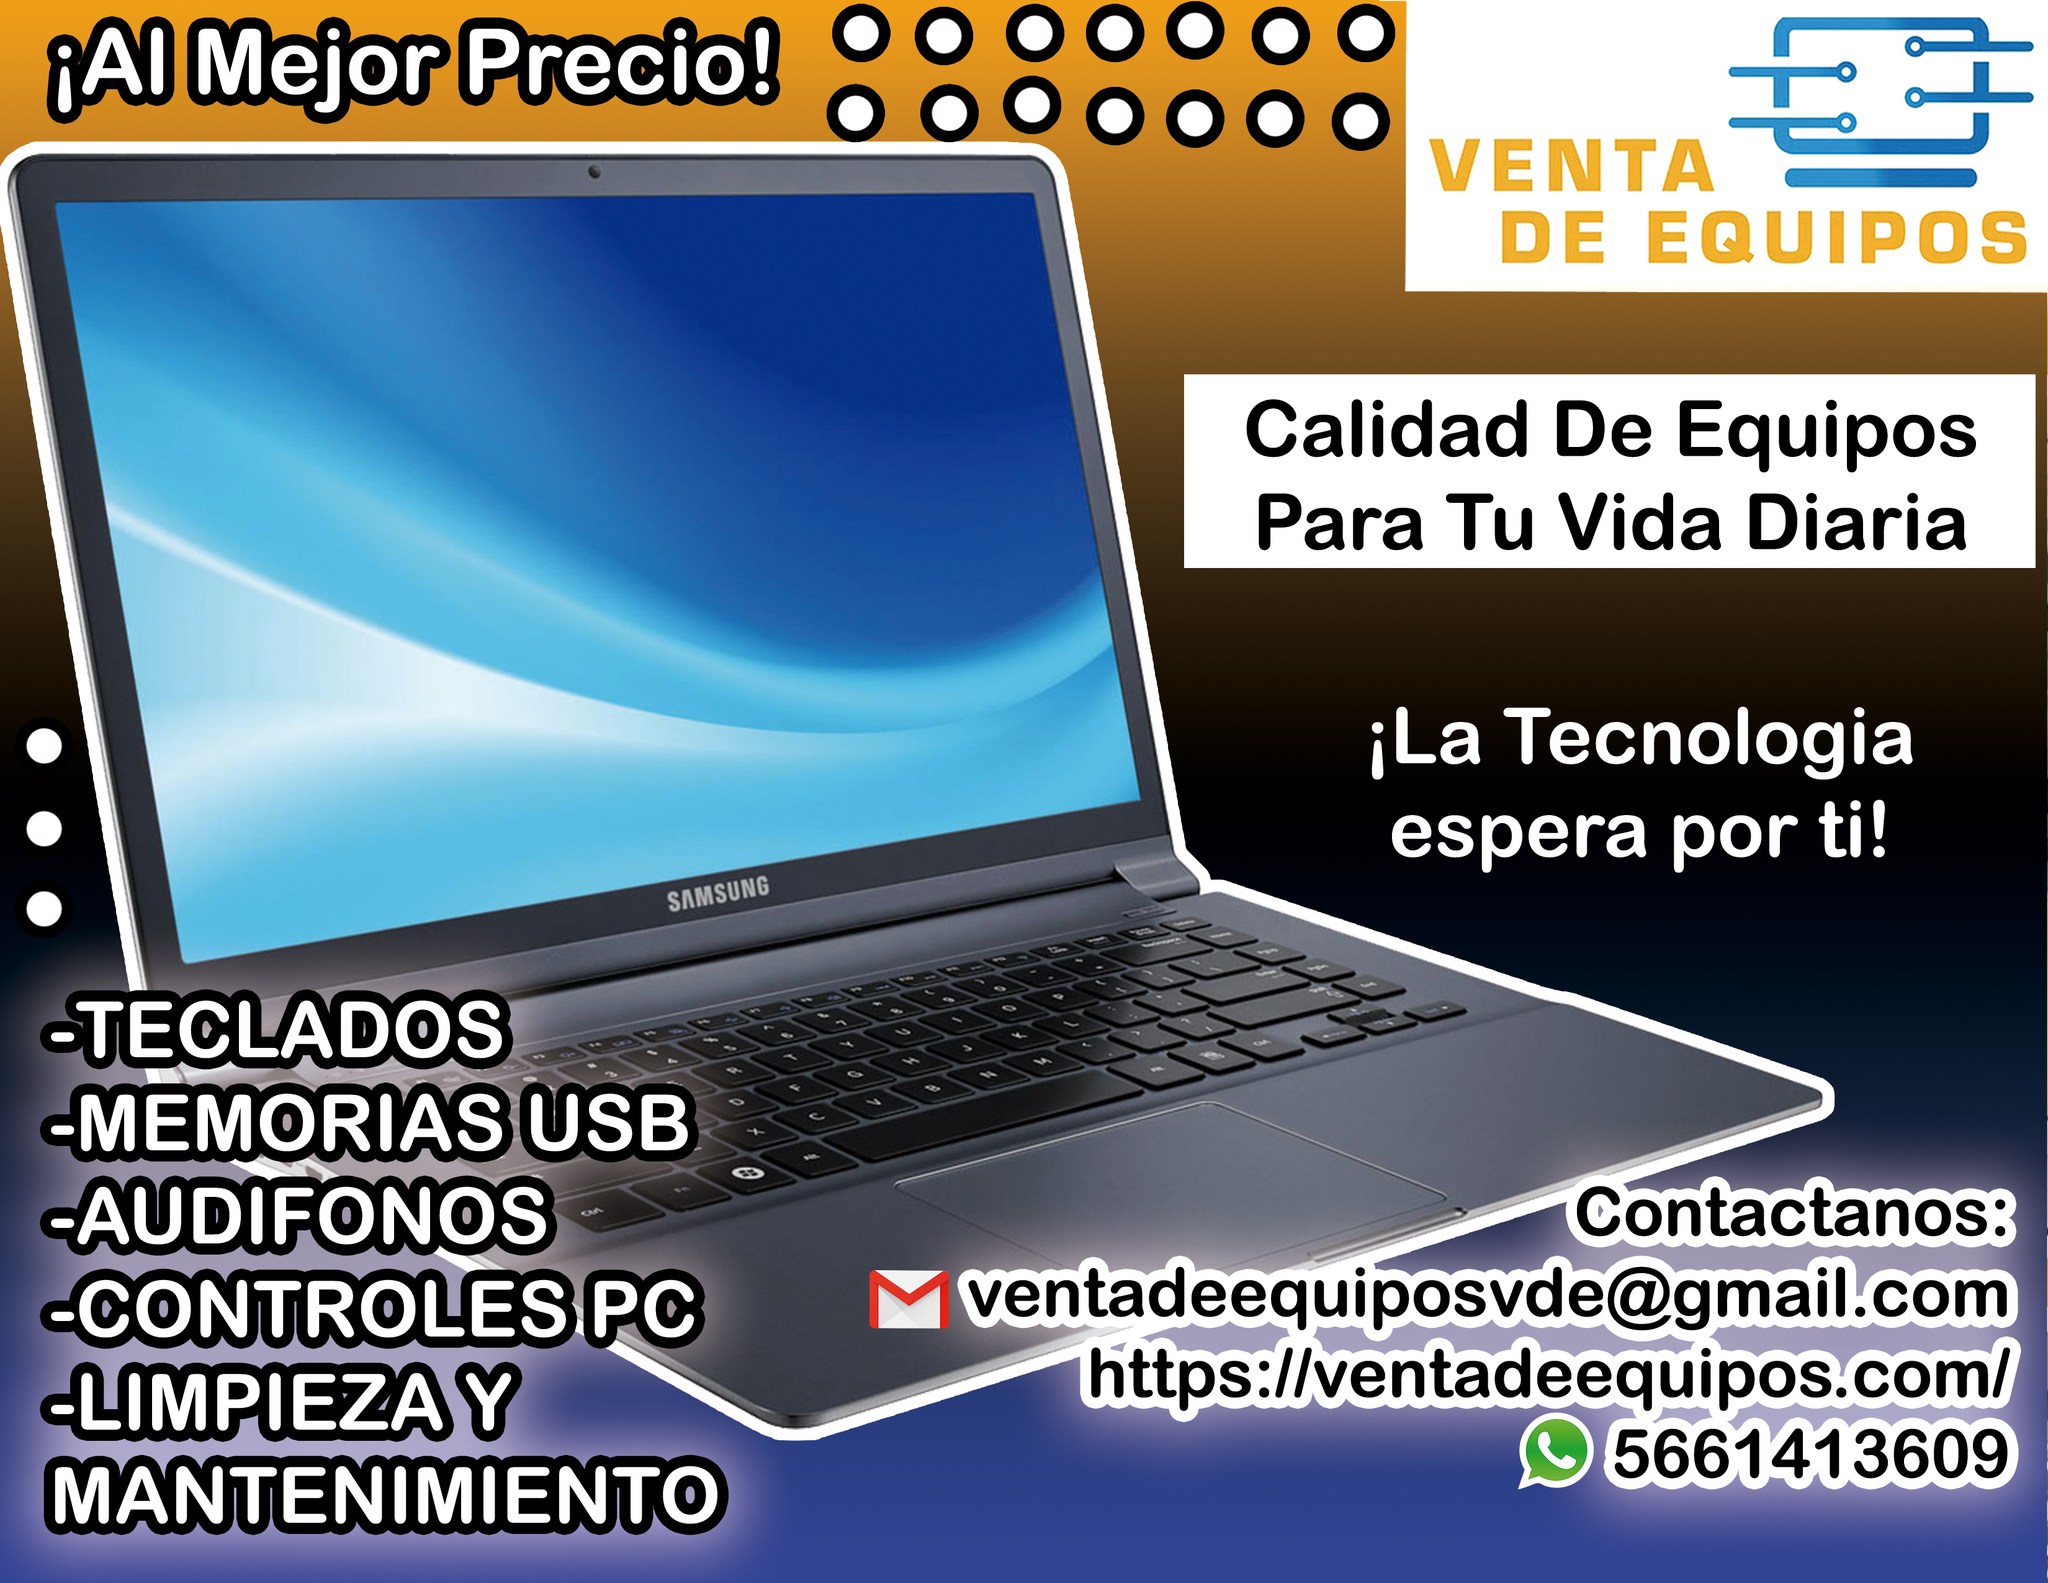 ¡Al Mejor Precio!
VENTA
DE EQUIPOS
Calidad De Equipos
Para Tu Vida Diaria
¡La Tecnologia
espera por ti!
SAMSUNG
-TECLADOS
-MEMORIAS USB
-AUDIFONOS
-CONTROLES PC
-LIMPIEZA Y
MANTENIMIENTO
Contactanos:
ventadeequiposvde@gmail.com
https://ventadeequipos.com/
5661413609